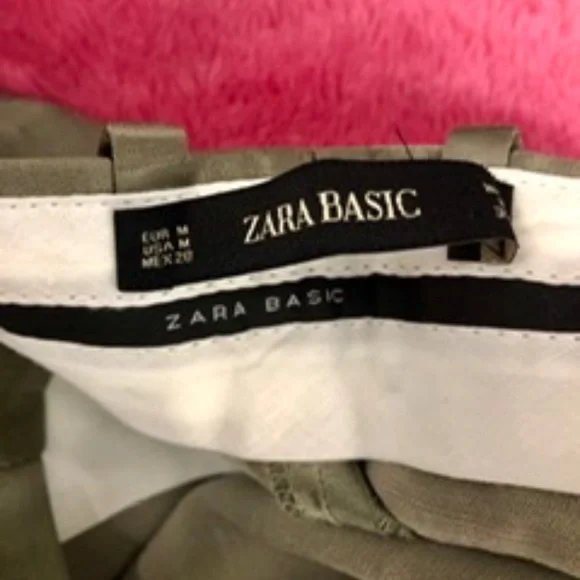 ZARA BASIC
EUR M
USA M
MEX 28
ZARA BASIC